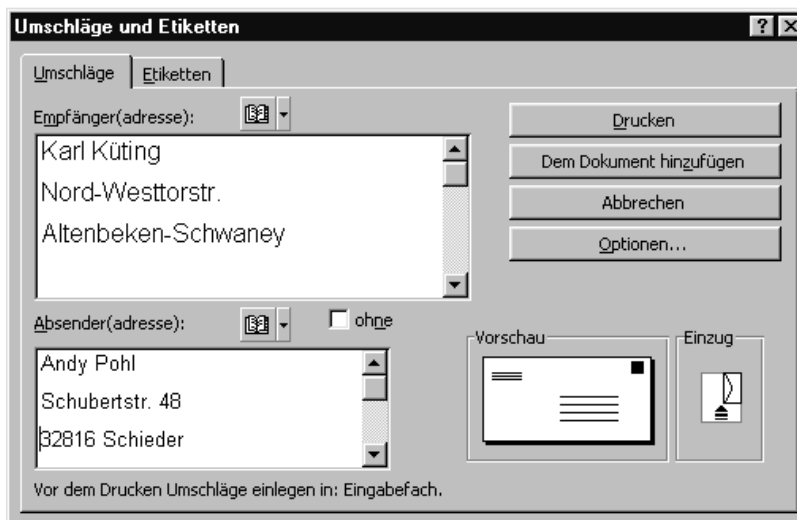 Umschläge und Etiketten
Umschläge Etiketten
Empfänger(adresse):
Karl Küting
Nord-Westtorstr.
Altenbeken-Schwaney
Drucken
Dem Dokument hinzufügen
Abbrechen
Optionen...
Absender(adresse): ohne
Andy Pohl
Schubertstr. 48
32816 Schieder
Vorschau Einzug
Vor dem Drucken Umschläge einlegen in: Eingabefach.